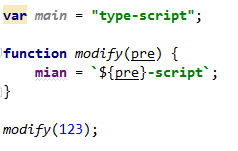 var main = "type-script";
function modify(pre) {
    mian = `${pre}-script`;
}
modify(123);